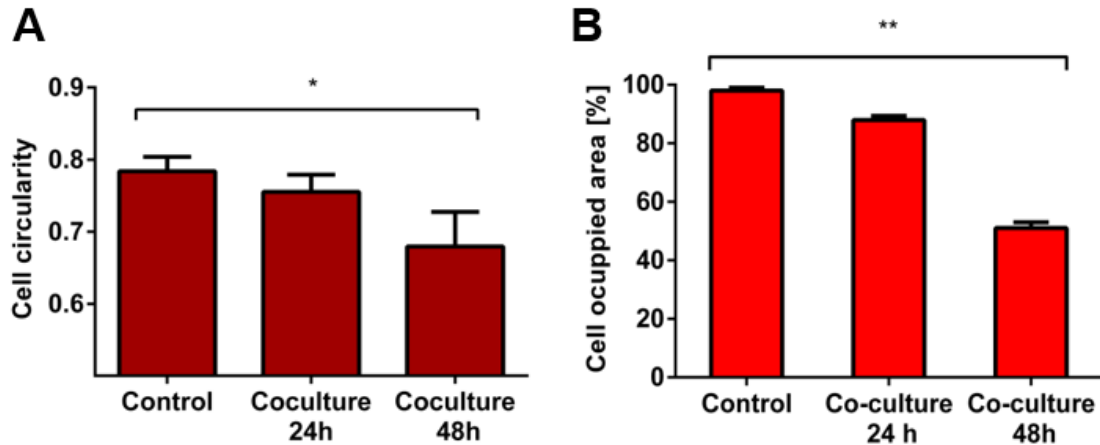 A
*
0.9
0.8
0.7
0.6
Cell circularity
Control
Coculture
24h
Coculture
48h
B
**
100
80
60
40
20
0
Cell ocuppied area [%]
Control
Co-culture
24 h
Co-culture
48h